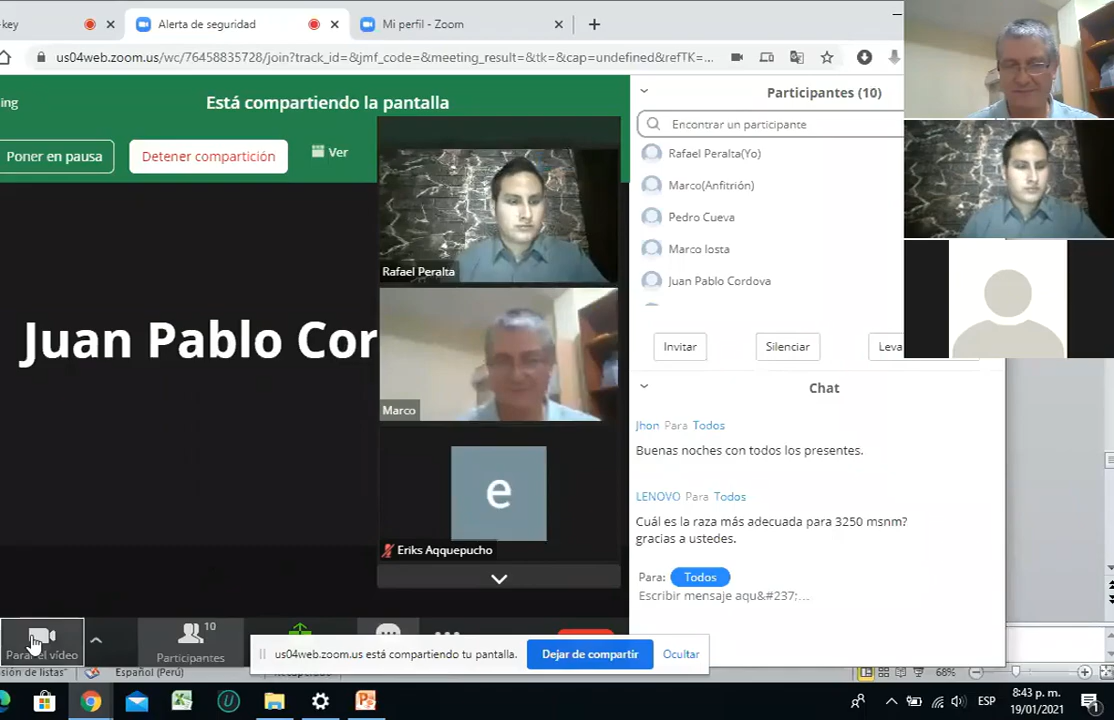 -key
Alerta de seguridad
Mi perfil - Zoom
us04web.zoom.us/wc/76458835728/join?track_id=&jmf_code=&meeting_result=&tk=&cap=undefined&refTK=...
ing
Está compartiendo la pantalla
Poner en pausa
Detener compartición
Ver
Juan Pablo Cor
Rafael Peralta
Marco
e
Eriks Aqquepucho
Participantes (10)
Encontrar un participante
Rafael Peralta(Yo)
Marco(Anfitrión)
Pedro Cueva
Marco Iosta
Juan Pablo Cordova
Invitar
Silenciar
Leva
Chat
Jhon Para Todos
Buenas noches con todos los presentes.
LENOVO Para Todos
Cuál es la raza más adecuada para 3250 msnm?
gracias a ustedes.
Para: Todos
Escribir mensaje aqu&#237;...
Parar el vídeo
10
Participantes
us04web.zoom.us está compartiendo tu pantalla.
Dejar de compartir
Ocultar
sión de listas"
Español (Perú)
68%
ESP
8:43 p. m.
19/01/2021
1